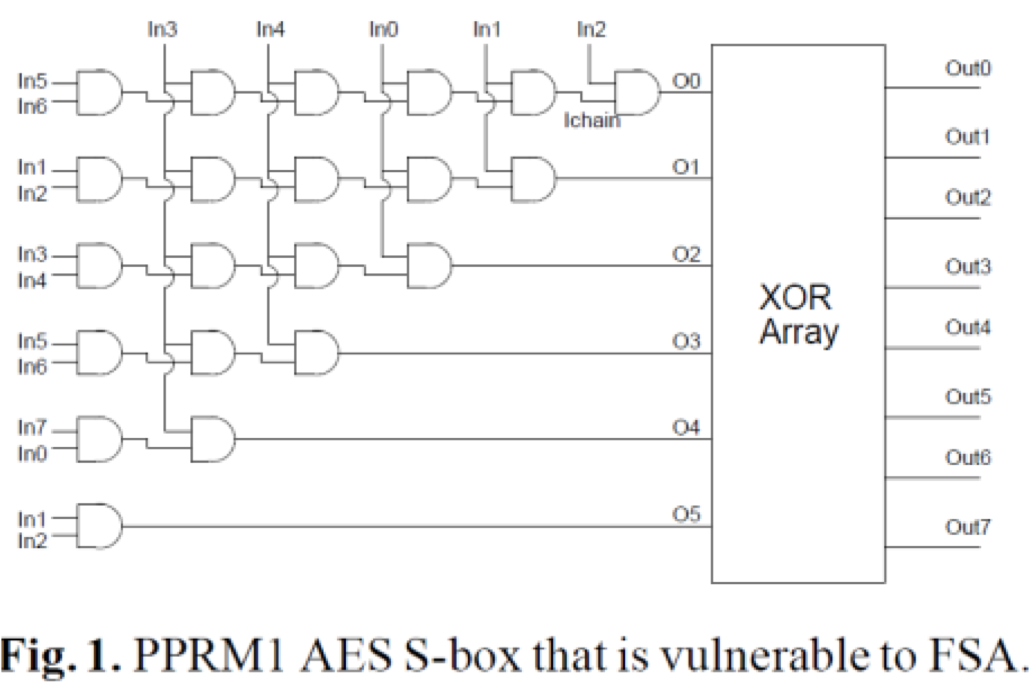 In3 In4 In0 In1 In2
In5
In6
O0
Out0
Ichain
Out1
In1
In2
O1
Out2
In3
In4
O2
Out3
XOR
Array
In5
In6
O3
Out4
Out5
In7
In0
O4
Out6
In1
In2
O5
Out7
Fig. 1. PPRM1 AES S-box that is vulnerable to FSA.